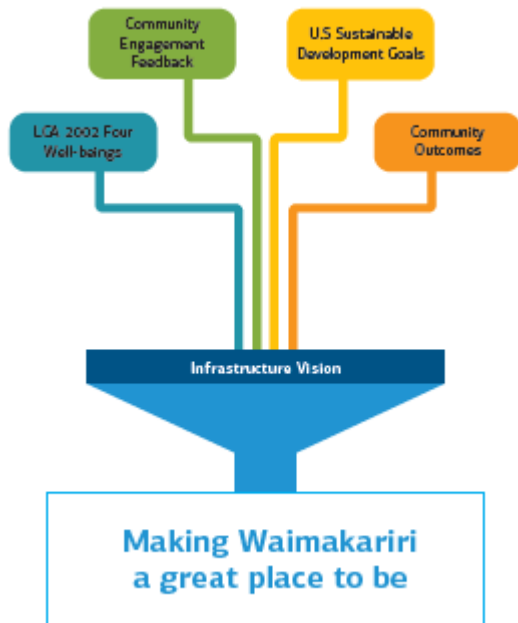 Community
Engagement
Feedback
U.S Sustainable
Development Goals
LGA 2002 Four
Well-beings
Community
Outcomes
Infrastructure Vision
Making Waimakariri
a great place to be